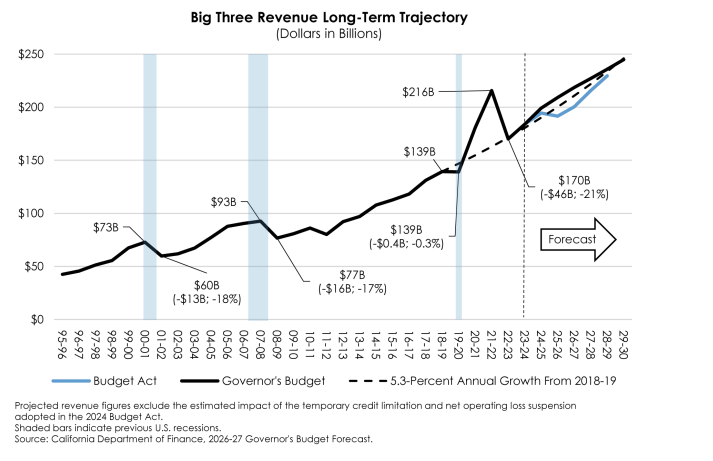 Big Three Revenue Long-Term Trajectory
(Dollars in Billions)
$250
$200
$150
$100
$50
$0
$73B
$60B
(-$13B; -18%)
$93B
$77B
(-$16B; -17%)
$139B
$139B
(-$0.4B; -0.3%)
$216B
$170B
(-$46B; -21%)
Forecast
95-96
96-97
97-98
98-99
99-00
00-01
01-02
02-03
03-04
04-05
05-06
06-07
07-08
08-09
09-10
10-11
11-12
12-13
13-14
14-15
15-16
16-17
17-18
18-19
19-20
20-21
21-22
22-23
23-24
24-25
25-26
26-27
27-28
28-29
29-30
Budget Act
Governor's Budget
5.3-Percent Annual Growth From 2018-19
Projected revenue figures exclude the estimated impact of the temporary credit limitation and net operating loss suspension
adopted in the 2024 Budget Act.
Shaded bars indicate previous U.S. recessions.
Source: California Department of Finance, 2026-27 Governor's Budget Forecast.